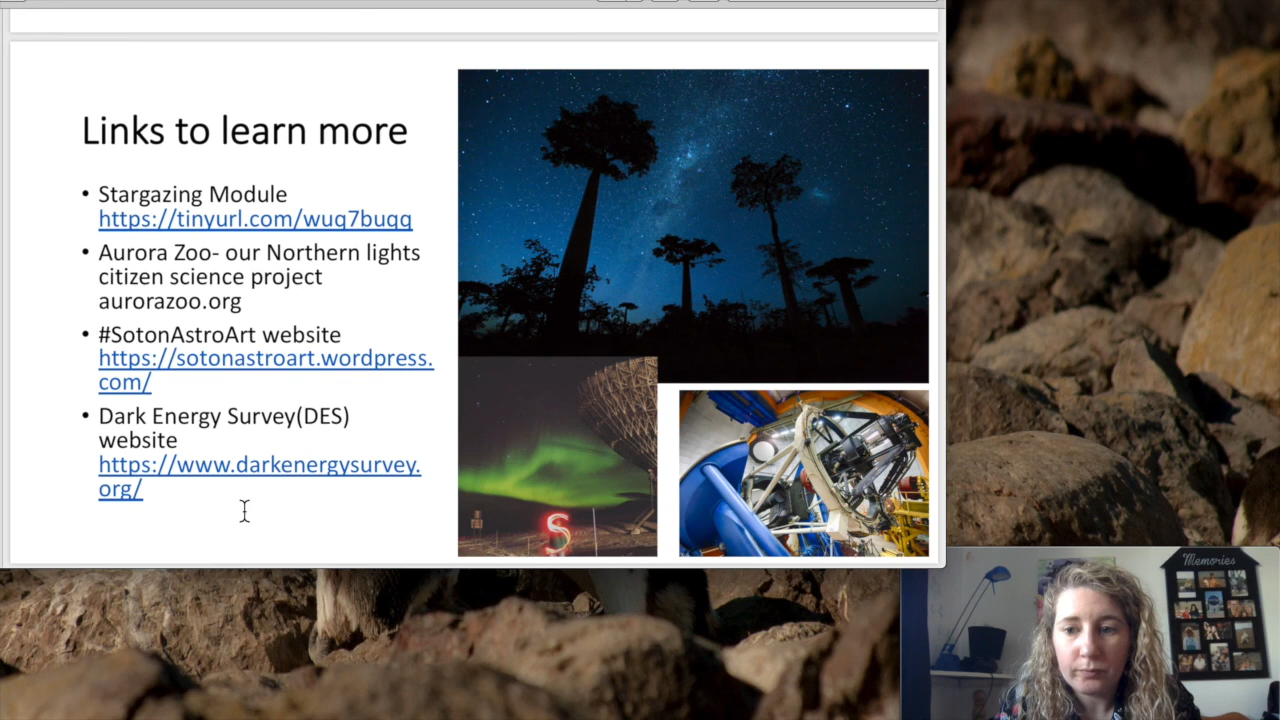 Links to learn more
• Stargazing Module
https://tinyurl.com/wuq7buqq
• Aurora Zoo- our Northern lights
citizen science project
aurorazoo.org
• #SotonAstroArt website
https://sotonastroart.wordpress.
com/
• Dark Energy Survey(DES)
website
https://www.darkenergysurvey.
org/
S
Memories